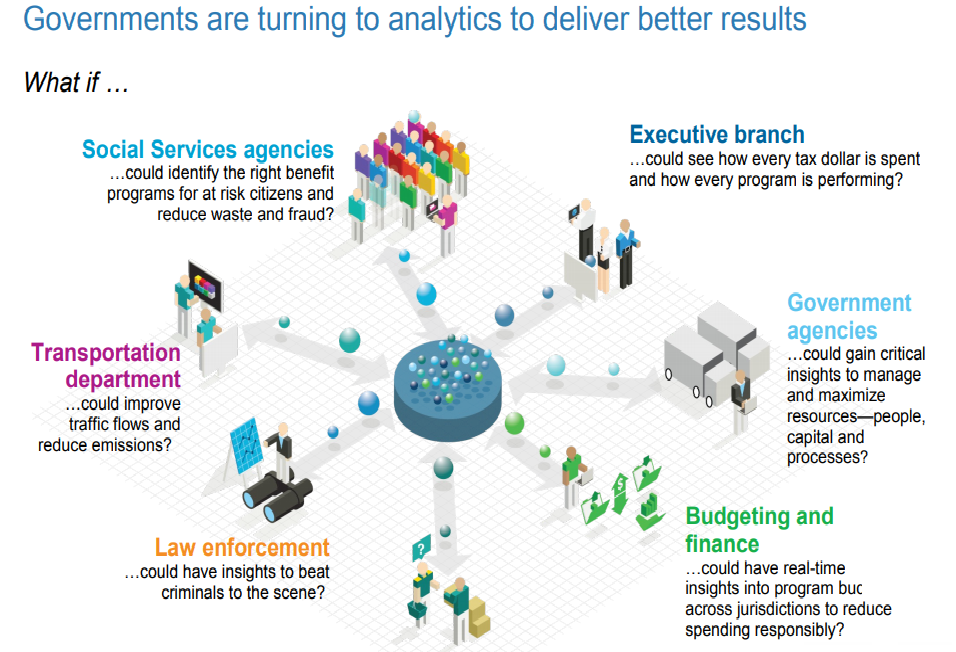 Governments are turning to analytics to deliver better results
What if …
Social Services agencies
…could identify the right benefit
programs for at risk citizens and
reduce waste and fraud?
Executive branch
…could see how every tax dollar is spent
and how every program is performing?
Government
agencies
…could gain critical
insights to manage
and maximize
resources—people,
capital and
processes?
Transportation
department
…could improve
traffic flows and
reduce emissions?
Law enforcement
…could have insights to beat
criminals to the scene?
$
?
Budgeting and
finance
…could have real-time
insights into program
across jurisdictions to reduce
spending responsibly?